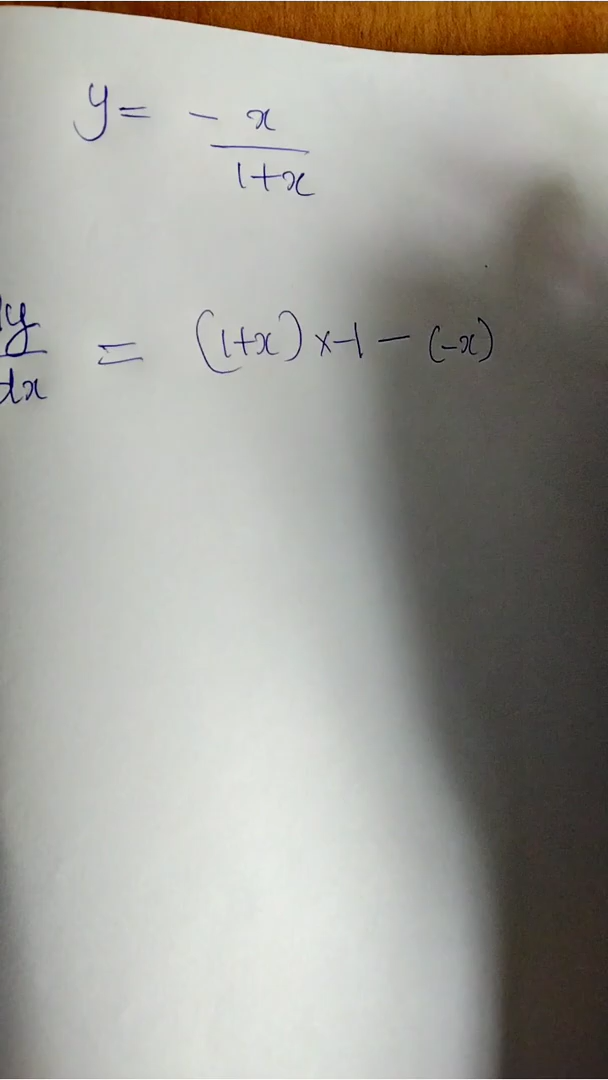 y = - x
1+x
dy
dx = (1+x) x -1 - (-x)